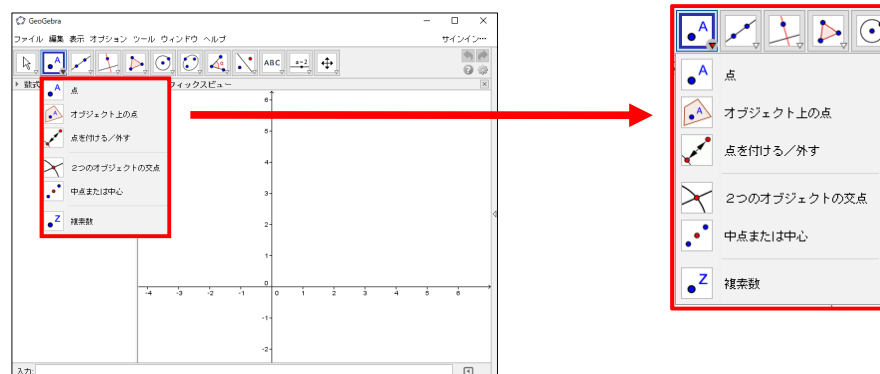 GeoGebra
ファイル 編集 表示 オプション ツール ウィンドウ ヘルプ サインイン…
A ABC a=2
数式 フィックスビュー
A 点
A オブジェクト上の点
点を付ける／外す
2つのオブジェクトの交点
中点または中心
Z 複素数
6
5
4
3
2
1
0
-4 -3 -2 -1 0 1 2 3 4 5 6
-1
-2
入力:
A
A 点
A オブジェクト上の点
点を付ける／外す
2つのオブジェクトの交点
中点または中心
Z 複素数